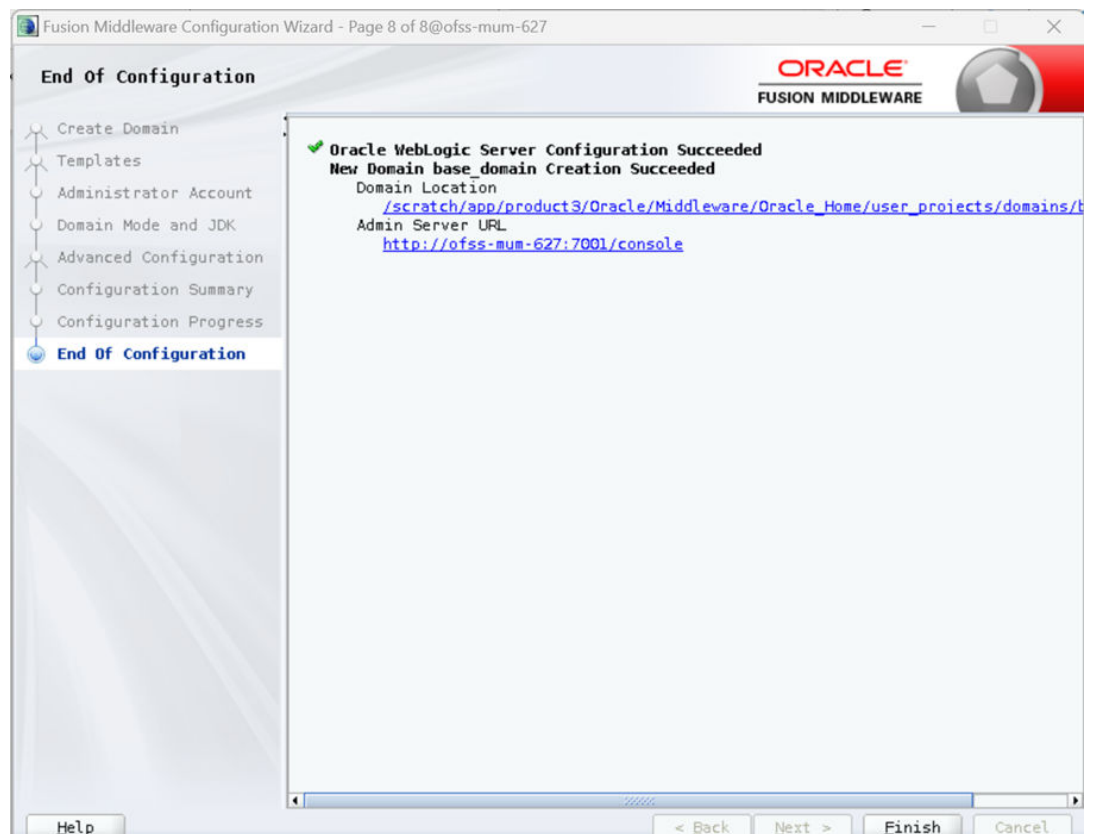 Fusion Middleware Configuration Wizard - Page 8 of 8@ofss-mum-627
End Of Configuration
ORACLE
FUSION MIDDLEWARE
Create Domain
Templates
Administrator Account
Domain Mode and JDK
Advanced Configuration
Configuration Summary
Configuration Progress
End Of Configuration
Oracle WebLogic Server Configuration Succeeded
New Domain base_domain Creation Succeeded
Domain Location
/scratch/app/product3/Oracle/Middleware/Oracle_Home/user_projects/domains/b
Admin Server URL
http://ofss-mum-627:7001/console
Help
< Back
Next >
Finish
Cancel